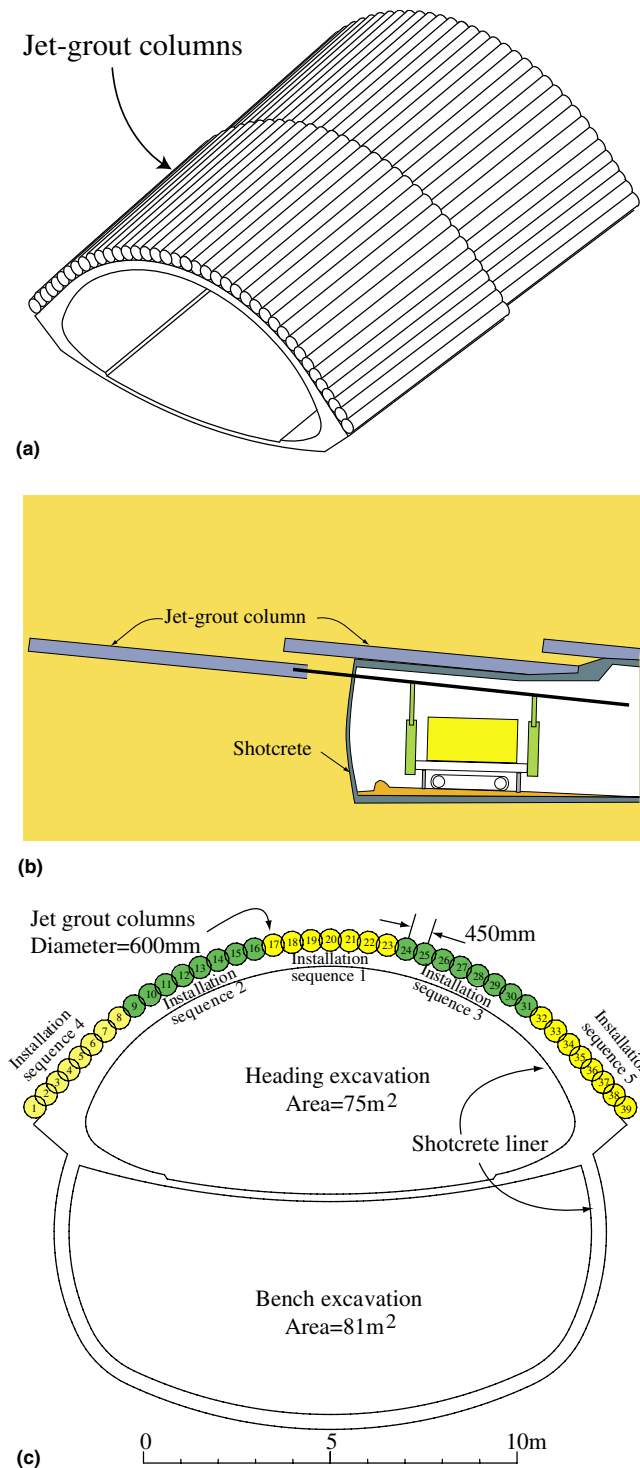 Jet-grout columns
(a)
Jet-grout column
Shotcrete
(b)
Jet grout columns
Diameter=600mm
450mm
1 2 3 4 5 6 7 8 9 10 11 12 13 14 15 16 17 18 19 20 21 22 23 24 25 26 27 28 29 30 31 32 33 34 35 36 37 38 39
Installation
sequence 1
Installation
sequence 2
Installation
sequence 3
Installation
sequence 4
Installation
sequence 5
Heading excavation
Area=75m2
Shotcrete liner
Bench excavation
Area=81m2
0 5 10m
(c)